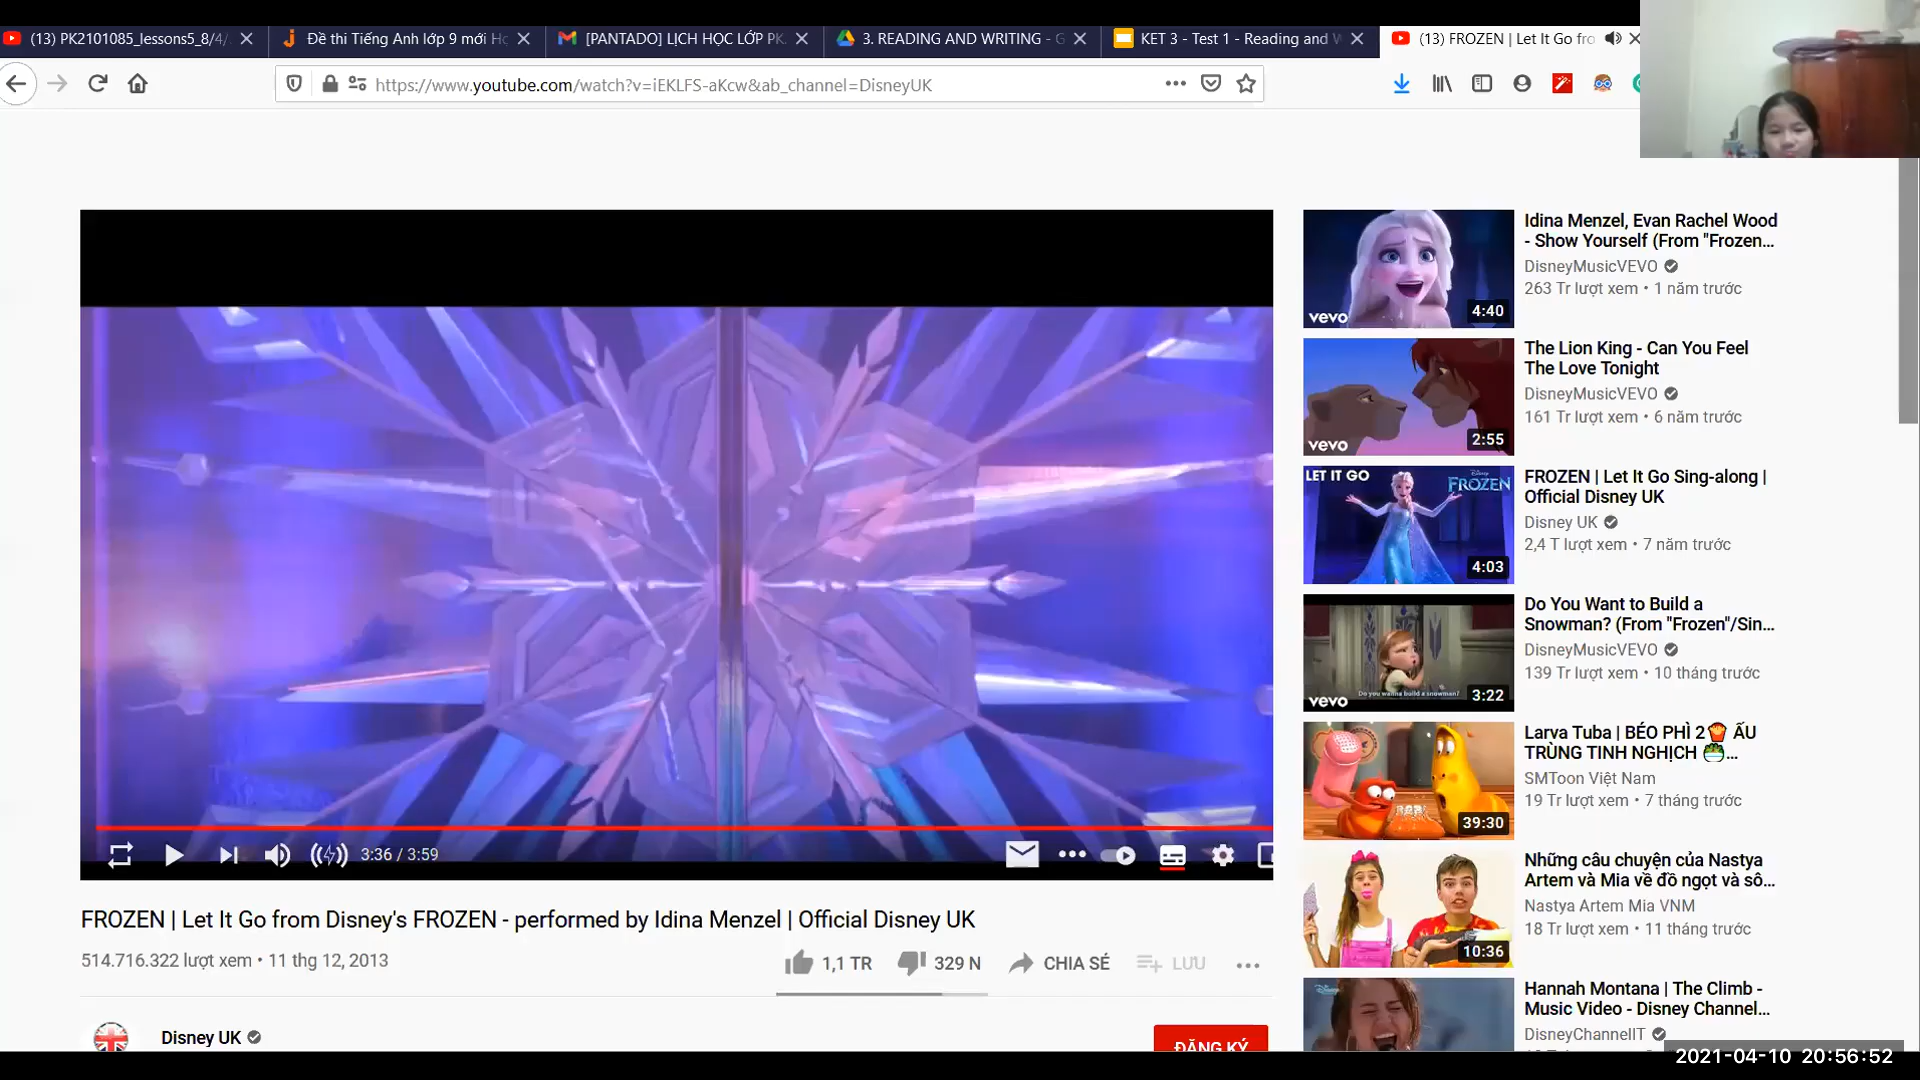 (13) PK2101085_lessons5_8/4/
Đề thi Tiếng Anh lớp 9 mới Họ
[PANTADO] LỊCH HỌC LỚP PK
3. READING AND WRITING - G
KET 3 - Test 1 - Reading and W
(13) FROZEN | Let It Go fro
https://www.youtube.com/watch?v=iEKLFS-aKcw&ab_channel=DisneyUK
3:36 / 3:59
FROZEN | Let It Go from Disney's FROZEN - performed by Idina Menzel | Official Disney UK
514.716.322 lượt xem • 11 thg 12, 2013
1,1 TR
329 N
CHIA SẺ
LƯU
Disney UK
ĐĂNG KÝ
vevo
4:40
Idina Menzel, Evan Rachel Wood
- Show Yourself (From "Frozen...
DisneyMusicVEVO
263 Tr lượt xem • 1 năm trước
vevo
2:55
The Lion King - Can You Feel
The Love Tonight
DisneyMusicVEVO
161 Tr lượt xem • 6 năm trước
LET IT GO
Disney
FROZEN
4:03
FROZEN | Let It Go Sing-along |
Official Disney UK
Disney UK
2,4 T lượt xem • 7 năm trước
Do you wanna build a snowman?
vevo
3:22
Do You Want to Build a
Snowman? (From "Frozen"/Sin...
DisneyMusicVEVO
139 Tr lượt xem • 10 tháng trước
39:30
Larva Tuba | BÉO PHÌ 2🍟 ẤU
TRÙNG TINH NGHỊCH 🥗...
SMToon Việt Nam
19 Tr lượt xem • 7 tháng trước
10:36
Những câu chuyện của Nastya
Artem và Mia về đồ ngọt và sô...
Nastya Artem Mia VNM
18 Tr lượt xem • 11 tháng trước
Hannah Montana | The Climb -
Music Video - Disney Channel...
DisneyChannelIT
2021-04-10 20:56:52